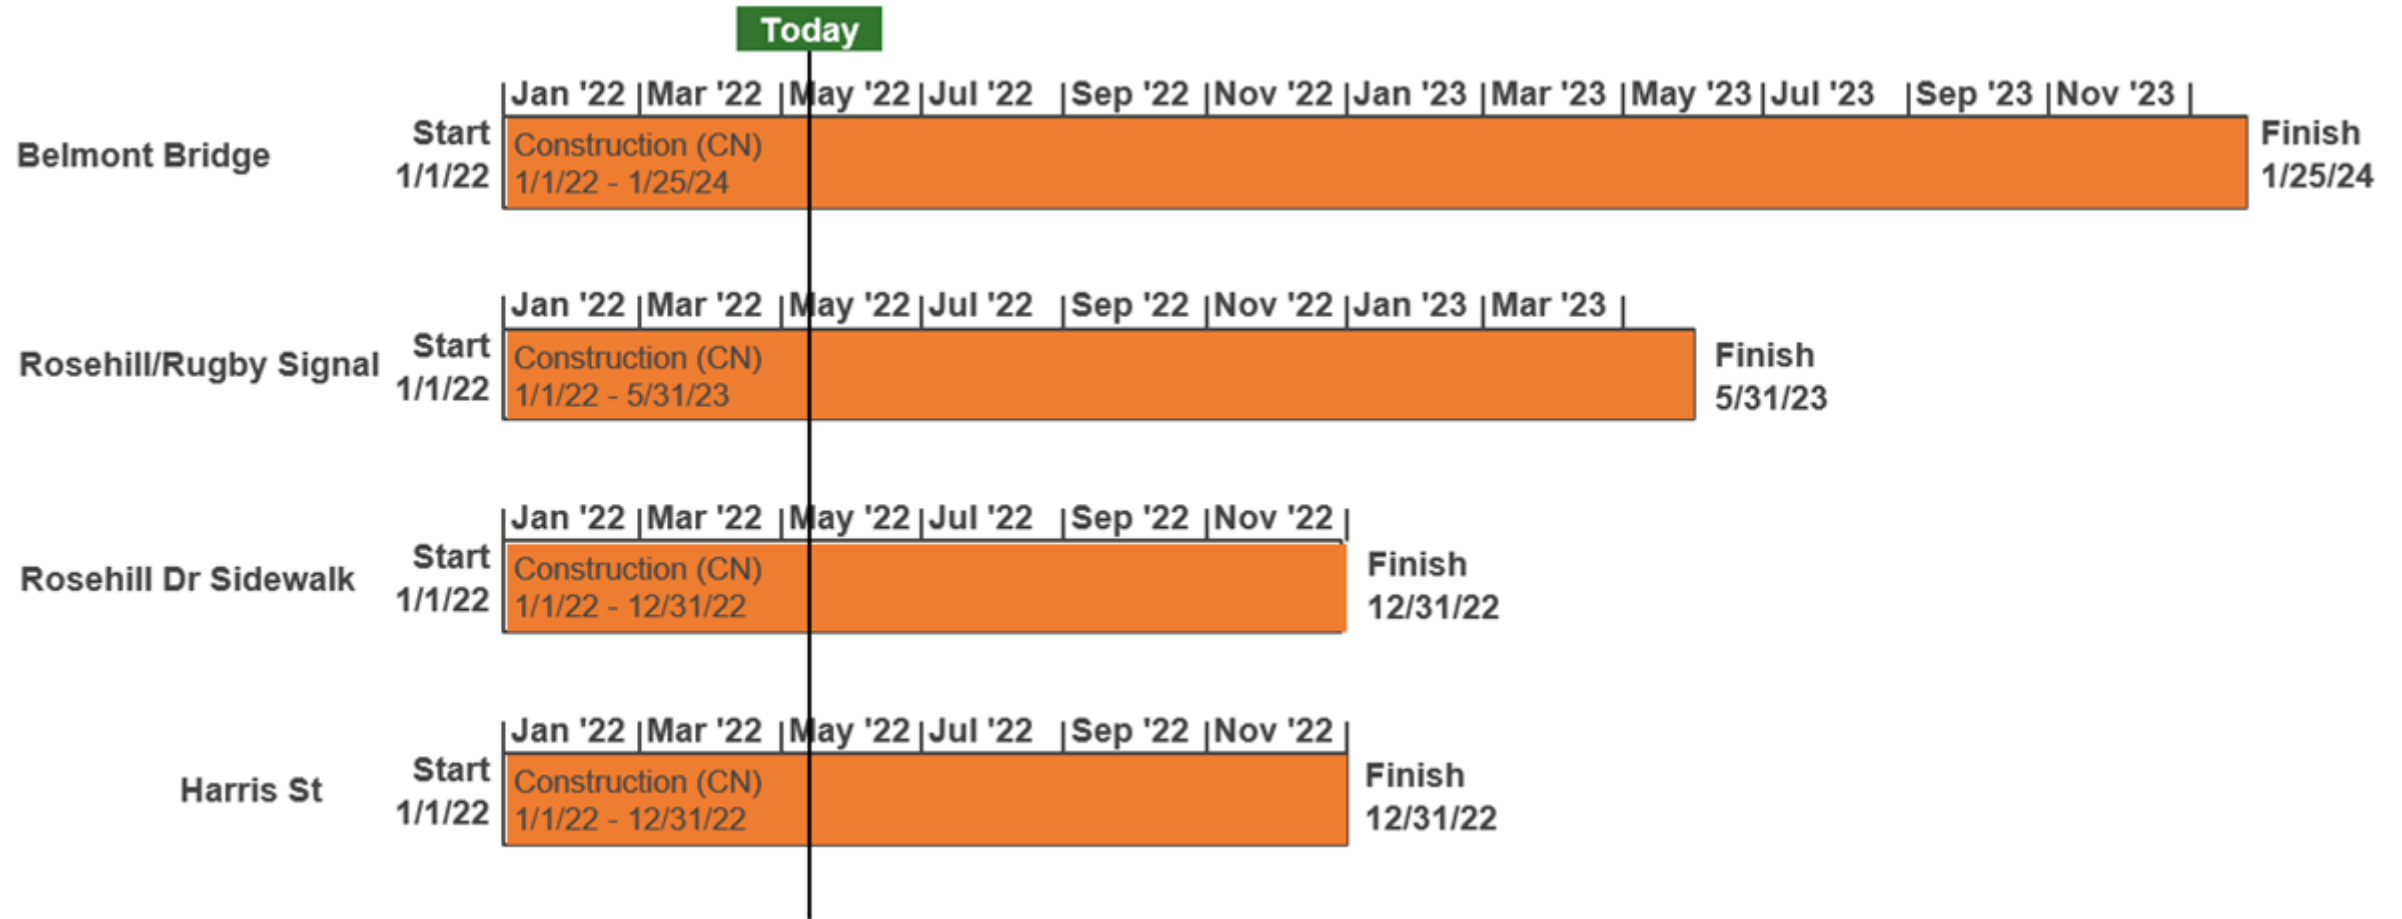 Today
|Jan '22 |Mar '22 |May '22 |Jul '22 |Sep '22 |Nov '22 |Jan '23 |Mar '23 |May '23 |Jul '23 |Sep '23 |Nov '23 |
Belmont Bridge
Start
1/1/22
Construction (CN)
1/1/22 - 1/25/24
Finish
1/25/24
|Jan '22 |Mar '22 |May '22 |Jul '22 |Sep '22 |Nov '22 |Jan '23 |Mar '23 |
Rosehill/Rugby Signal
Start
1/1/22
Construction (CN)
1/1/22 - 5/31/23
Finish
5/31/23
|Jan '22 |Mar '22 |May '22 |Jul '22 |Sep '22 |Nov '22 |
Rosehill Dr Sidewalk
Start
1/1/22
Construction (CN)
1/1/22 - 12/31/22
Finish
12/31/22
|Jan '22 |Mar '22 |May '22 |Jul '22 |Sep '22 |Nov '22 |
Harris St
Start
1/1/22
Construction (CN)
1/1/22 - 12/31/22
Finish
12/31/22